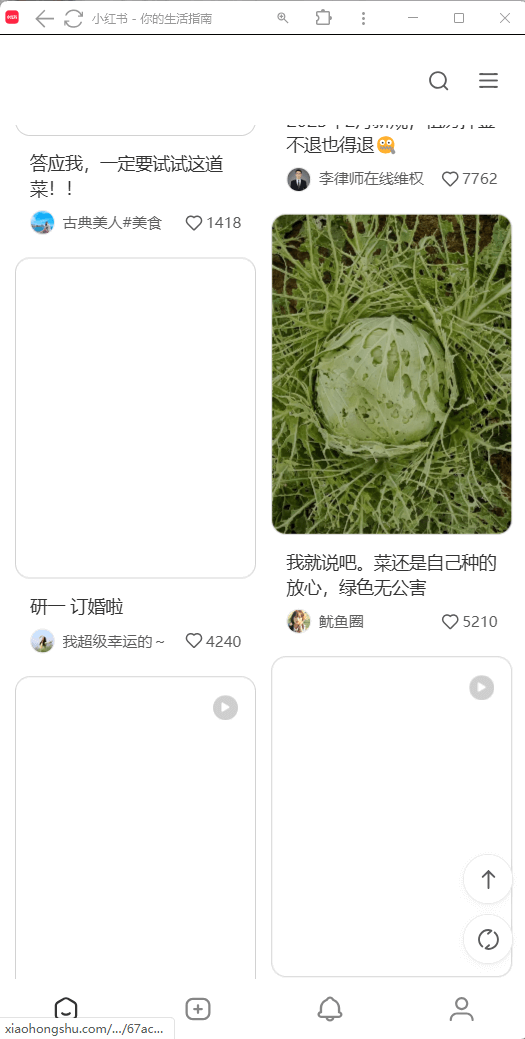 小红书 - 你的生活指南
答应我，一定要试试这道
菜！！
古典美人#美食
1418
研一 订婚啦
我超级幸运的～
4240
不退也得退
李律师在线维权
7762
我就说吧。菜还是自己种的
放心，绿色无公害
鱿鱼圈
5210
xiaohongshu.com/.../67ac...